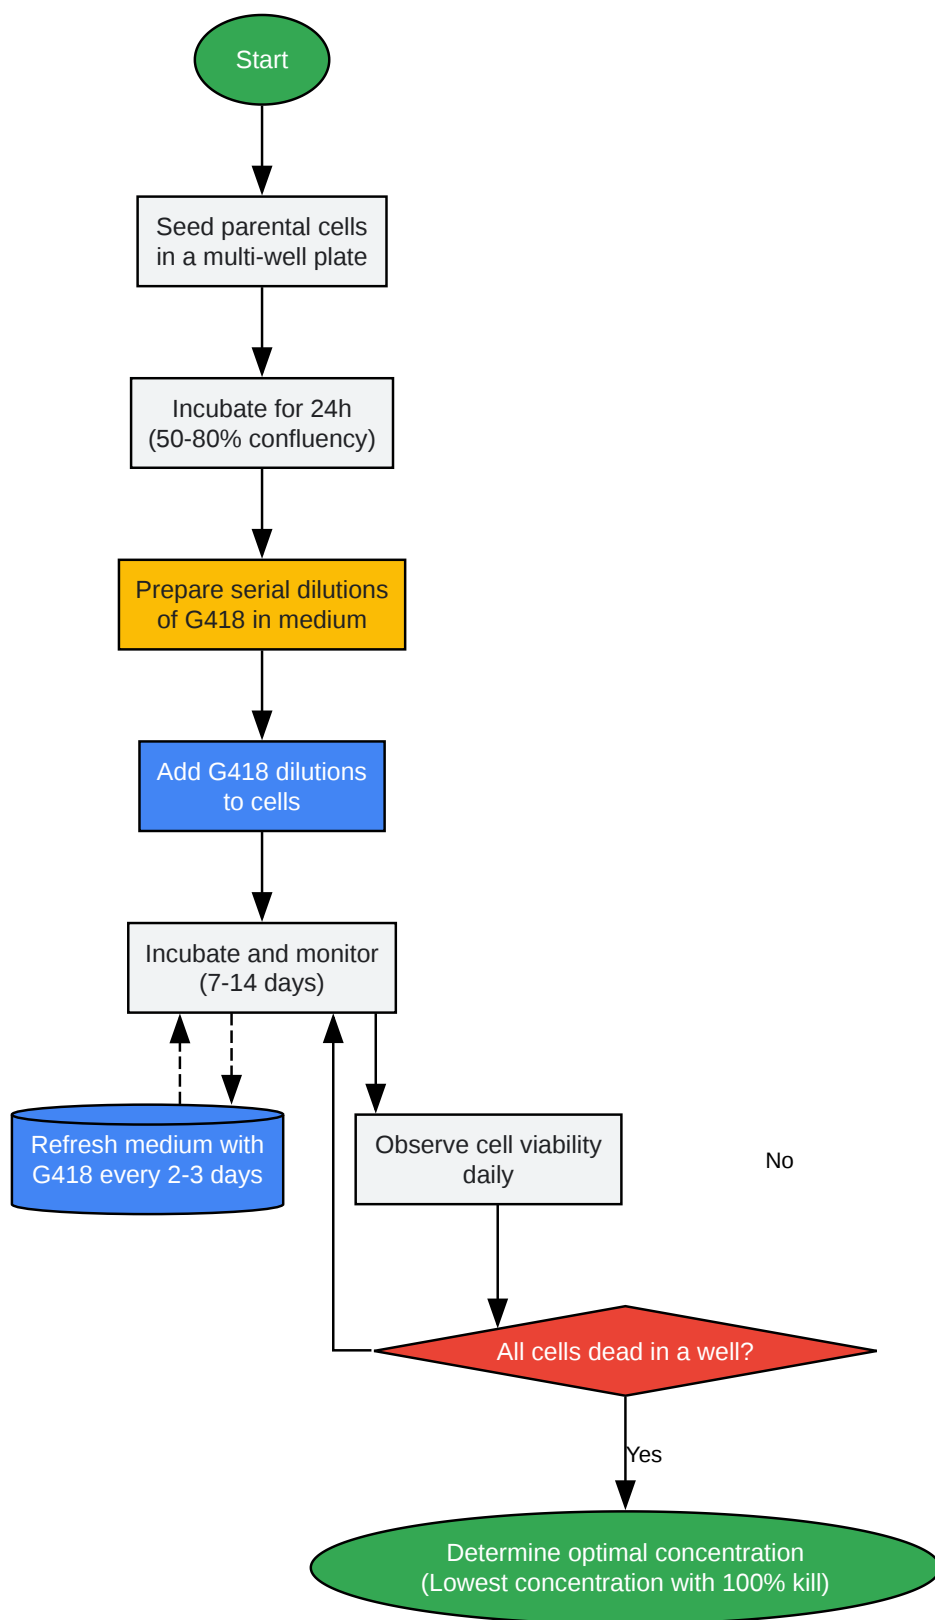 Start
Seed parental cells
in a multi-well plate
Incubate for 24h
(50-80% confluency)
Prepare serial dilutions
of G418 in medium
Add G418 dilutions
to cells
Incubate and monitor
(7-14 days)
Refresh medium with
G418 every 2-3 days
Observe cell viability
daily
No
All cells dead in a well?
Yes
Determine optimal concentration
(Lowest concentration with 100% kill)